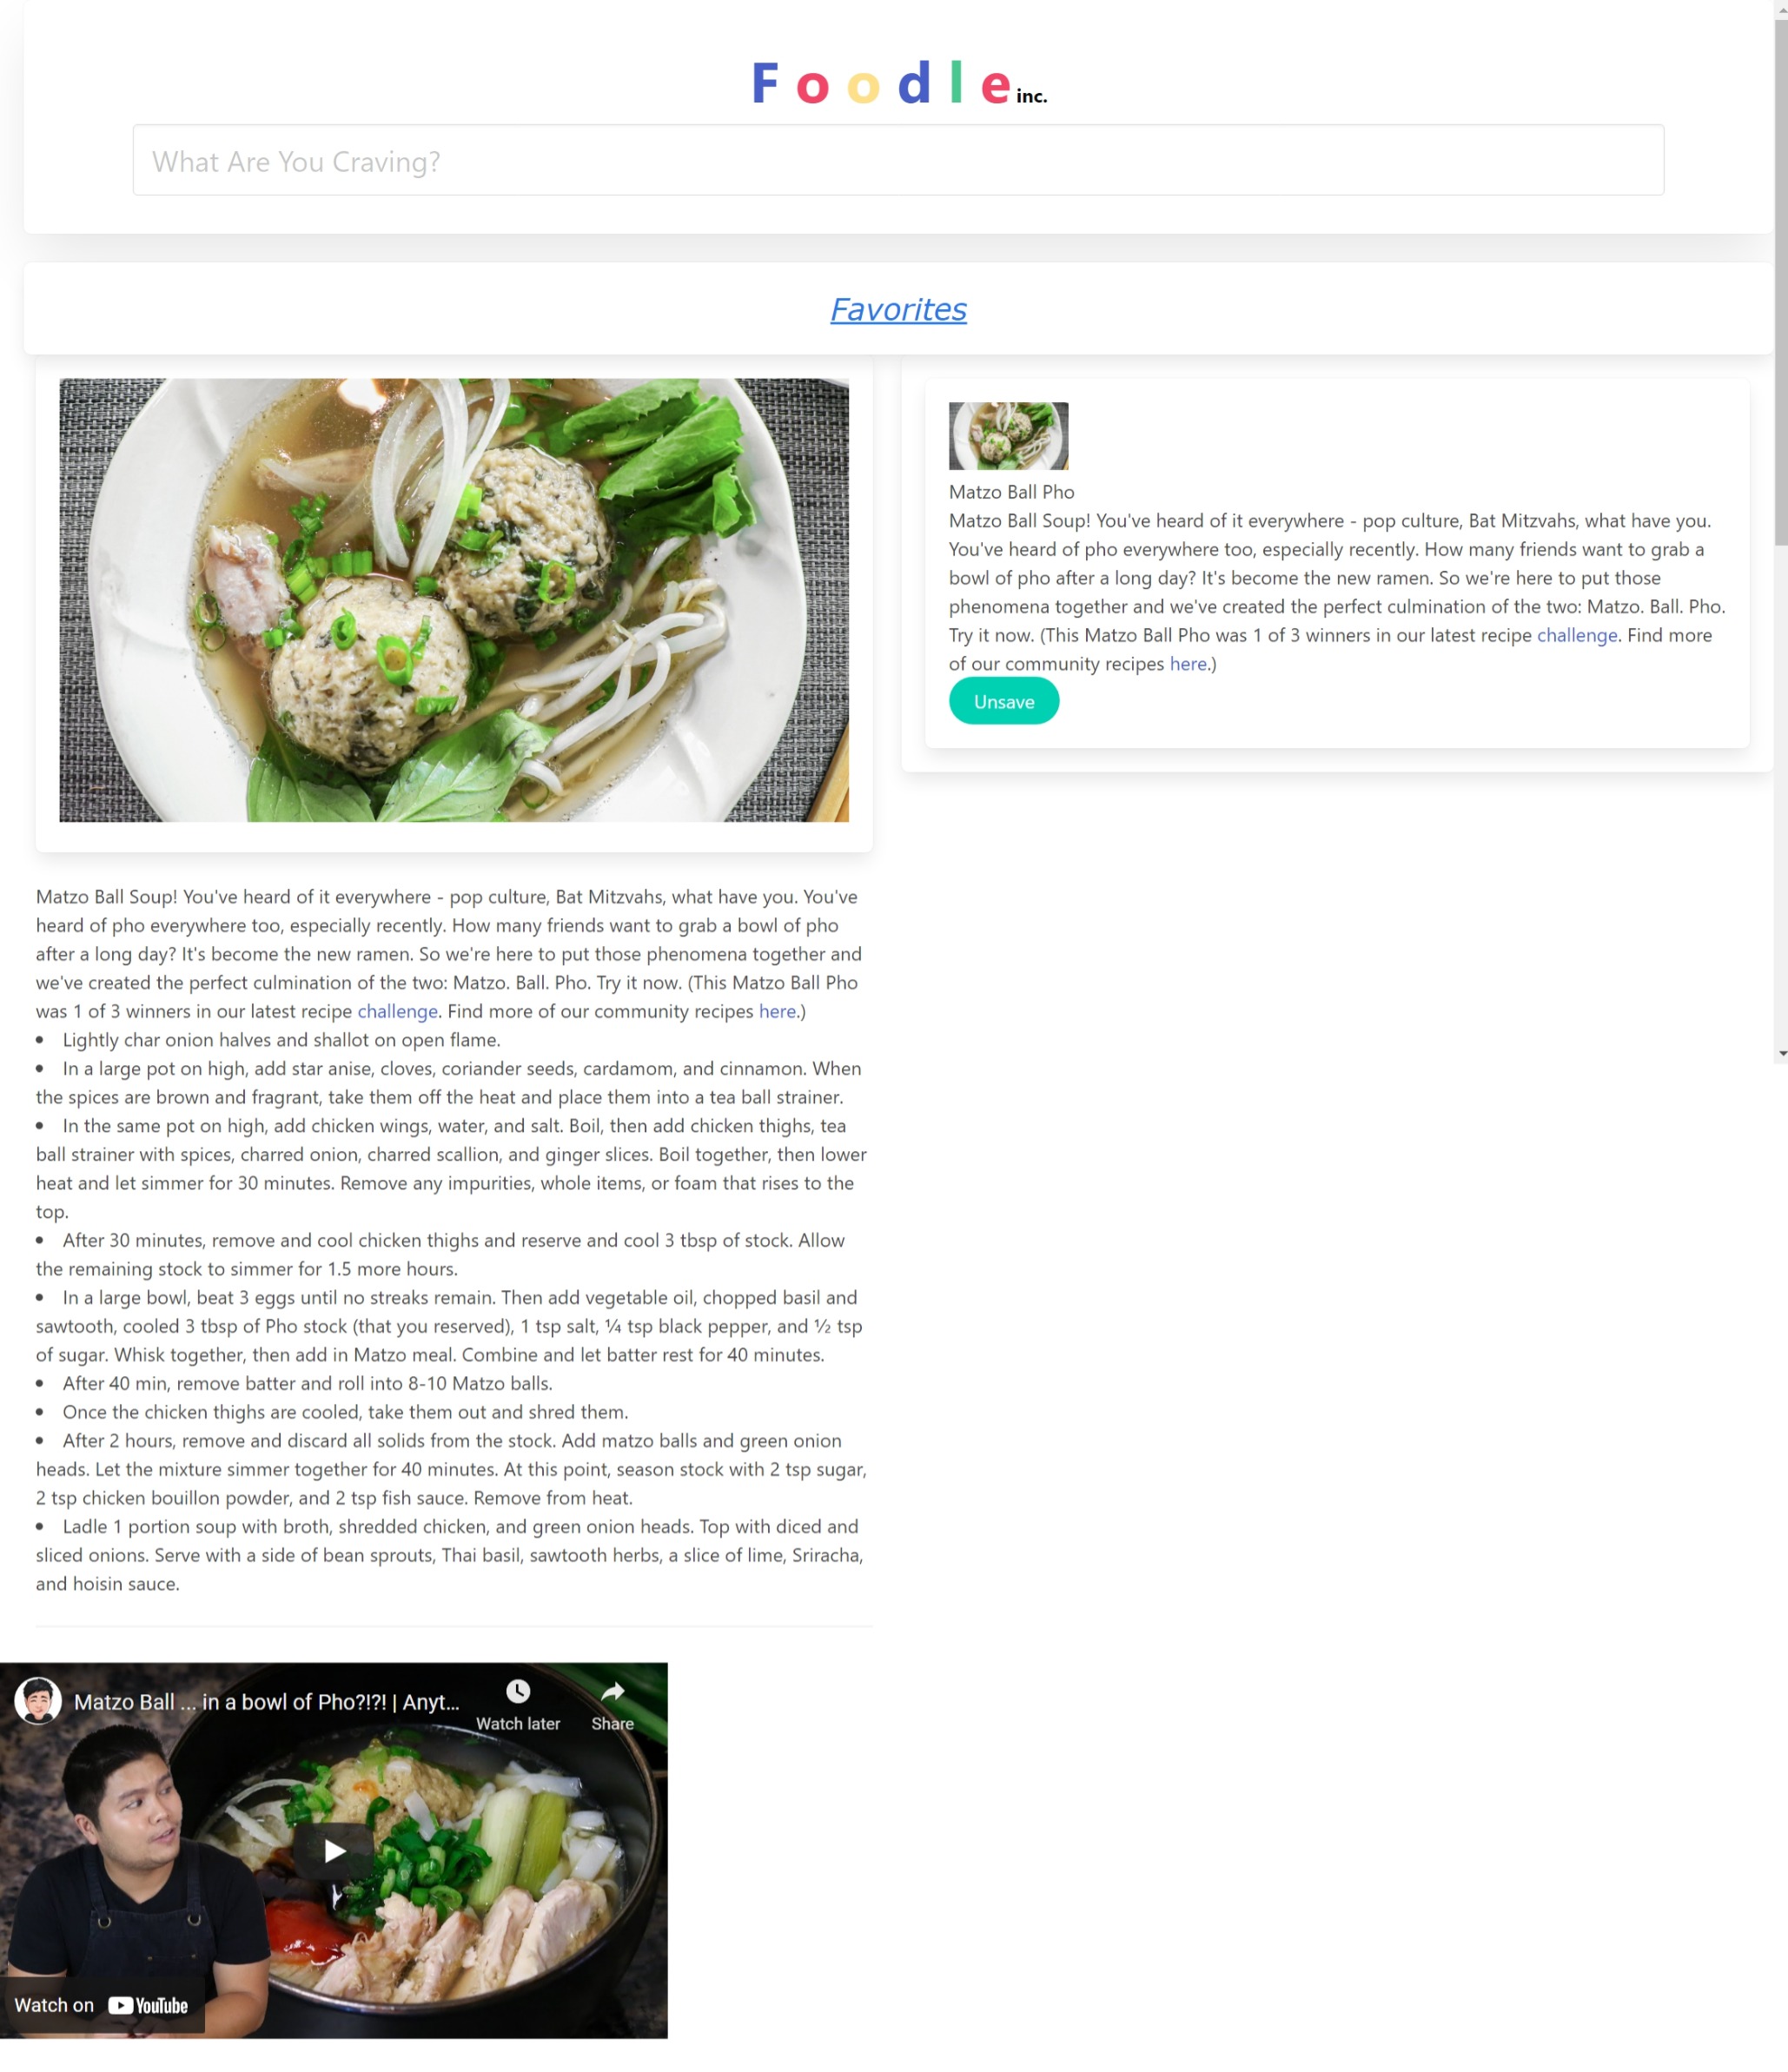 F o o d l e inc.
What Are You Craving?
Favorites
Matzo Ball Soup! You've heard of it everywhere - pop culture, Bat Mitzvahs, what have you. You've
heard of pho everywhere too, especially recently. How many friends want to grab a bowl of pho
after a long day? It's become the new ramen. So we're here to put those phenomena together and
we've created the perfect culmination of the two: Matzo. Ball. Pho. Try it now. (This Matzo Ball Pho
was 1 of 3 winners in our latest recipe challenge. Find more of our community recipes here.)
• Lightly char onion halves and shallot on open flame.
• In a large pot on high, add star anise, cloves, coriander seeds, cardamom, and cinnamon. When
the spices are brown and fragrant, take them off the heat and place them into a tea ball strainer.
• In the same pot on high, add chicken wings, water, and salt. Boil, then add chicken thighs, tea
ball strainer with spices, charred onion, charred scallion, and ginger slices. Boil together, then lower
heat and let simmer for 30 minutes. Remove any impurities, whole items, or foam that rises to the
top.
• After 30 minutes, remove and cool chicken thighs and reserve and cool 3 tbsp of stock. Allow
the remaining stock to simmer for 1.5 more hours.
• In a large bowl, beat 3 eggs until no streaks remain. Then add vegetable oil, chopped basil and
sawtooth, cooled 3 tbsp of Pho stock (that you reserved), 1 tsp salt, ¼ tsp black pepper, and ½ tsp
of sugar. Whisk together, then add in Matzo meal. Combine and let batter rest for 40 minutes.
• After 40 min, remove batter and roll into 8-10 Matzo balls.
• Once the chicken thighs are cooled, take them out and shred them.
• After 2 hours, remove and discard all solids from the stock. Add matzo balls and green onion
heads. Let the mixture simmer together for 40 minutes. At this point, season stock with 2 tsp sugar,
2 tsp chicken bouillon powder, and 2 tsp fish sauce. Remove from heat.
• Ladle 1 portion soup with broth, shredded chicken, and green onion heads. Top with diced and
sliced onions. Serve with a side of bean sprouts, Thai basil, sawtooth herbs, a slice of lime, Sriracha,
and hoisin sauce.
Matzo Ball ... in a bowl of Pho?!?! | Anyt...
Watch later
Share
Watch on YouTube
Matzo Ball Pho
Matzo Ball Soup! You've heard of it everywhere - pop culture, Bat Mitzvahs, what have you.
You've heard of pho everywhere too, especially recently. How many friends want to grab a
bowl of pho after a long day? It's become the new ramen. So we're here to put those
phenomena together and we've created the perfect culmination of the two: Matzo. Ball. Pho.
Try it now. (This Matzo Ball Pho was 1 of 3 winners in our latest recipe challenge. Find more
of our community recipes here.)
Unsave